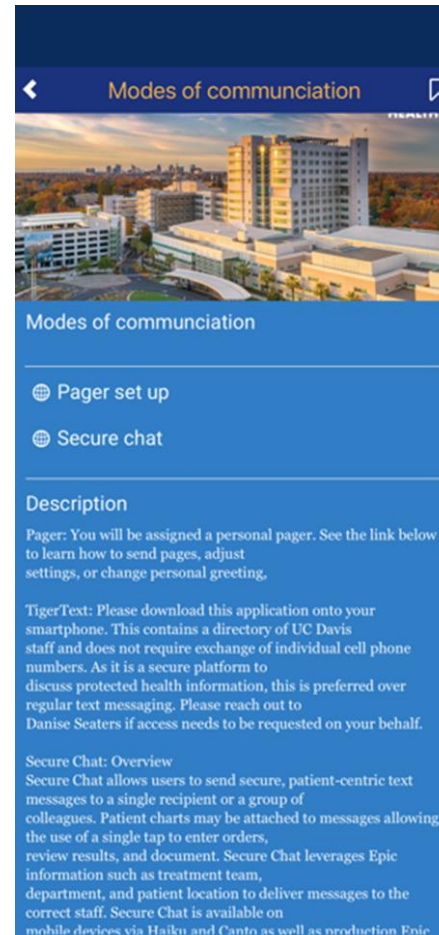 Modes of communciation
HEALTH
Modes of communciation
Pager set up
Secure chat
Description
Pager: You will be assigned a personal pager. See the link below
to learn how to send pages, adjust
settings, or change personal greeting,
TigerText: Please download this application onto your
smartphone. This contains a directory of UC Davis
staff and does not require exchange of individual cell phone
numbers. As it is a secure platform to
discuss protected health information, this is preferred over
regular text messaging. Please reach out to
Danise Seaters if access needs to be requested on your behalf.
Secure Chat: Overview
Secure Chat allows users to send secure, patient-centric text
messages to a single recipient or a group of
colleagues. Patient charts may be attached to messages allowing
the use of a single tap to enter orders,
review results, and document. Secure Chat leverages Epic
information such as treatment team,
department, and patient location to deliver messages to the
correct staff. Secure Chat is available on
mobile devices via Haiku and Canto as well as production Epic